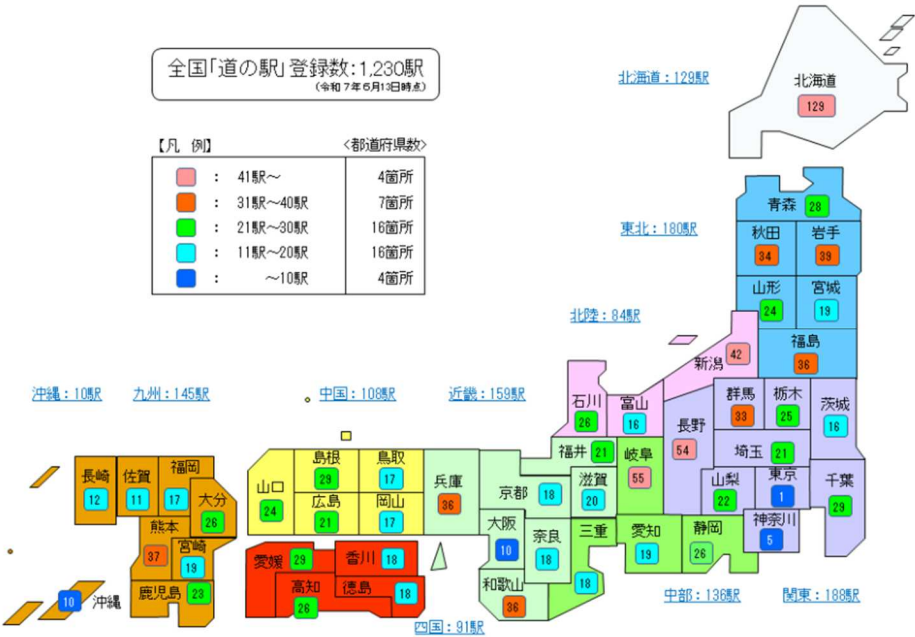 全国「道の駅」登録数：1,230駅
（令和7年6月13日時点）
【凡 例】 <都道府県数>
： 41駅～ 4箇所
： 31駅～40駅 7箇所
： 21駅～30駅 16箇所
： 11駅～20駅 16箇所
： ～10駅 4箇所
北海道：129駅
北海道
129
東北：180駅
青森 28
秋田 岩手
34 39
山形 宮城
24 19
福島
36
北陸：84駅
新潟 42
石川 富山
26 16
沖縄：10駅 九州：145駅 中国：108駅 近畿：159駅
群馬 栃木 茨城
33 25 16
長野
54
埼玉 21
福井 21
岐阜
55
山梨 東京 千葉
22 1 29
神奈川
5
長崎 佐賀 福岡 大分
12 11 17 26
熊本 宮崎
37 19
鹿児島 23
10 沖縄
山口
24
島根 鳥取
29 17
広島 岡山
21 17
兵庫
36
京都 18
滋賀
20
大阪 奈良
10 18
和歌山
36
三重
18
愛知 静岡
19 26
愛媛 29 香川 18
高知 徳島 18
26
中部：136駅 関東：188駅
四国：91駅